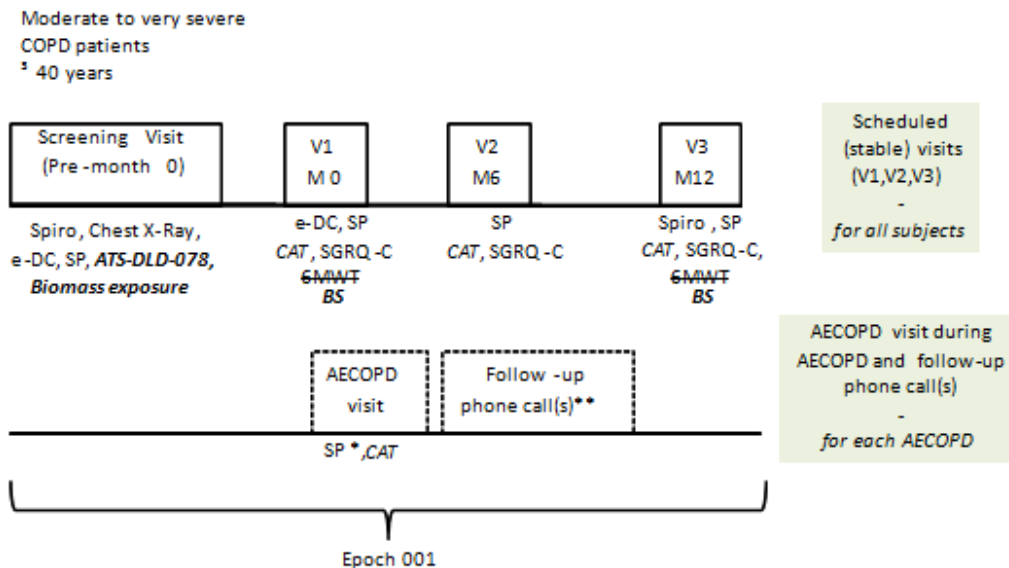 Moderate to very severe
COPD patients
³ 40 years
Screening Visit
(Pre-month 0)
V1
M 0
V2
M6
V3
M12
Scheduled
(stable) visits
(V1,V2,V3)
-
for all subjects
Spiro, Chest X-Ray,
e-DC, SP, ATS-DLD-078,
Biomass exposure
e-DC, SP
CAT, SGRQ-C
6MWT
BS
SP
CAT, SGRQ-C
Spiro, SP
CAT, SGRQ-C,
6MWT
BS
AECOPD
visit
Follow-up
phone call(s)**
AECOPD visit during
AECOPD and follow-up
phone call(s)
-
for each AECOPD
SP *,CAT
Epoch 001